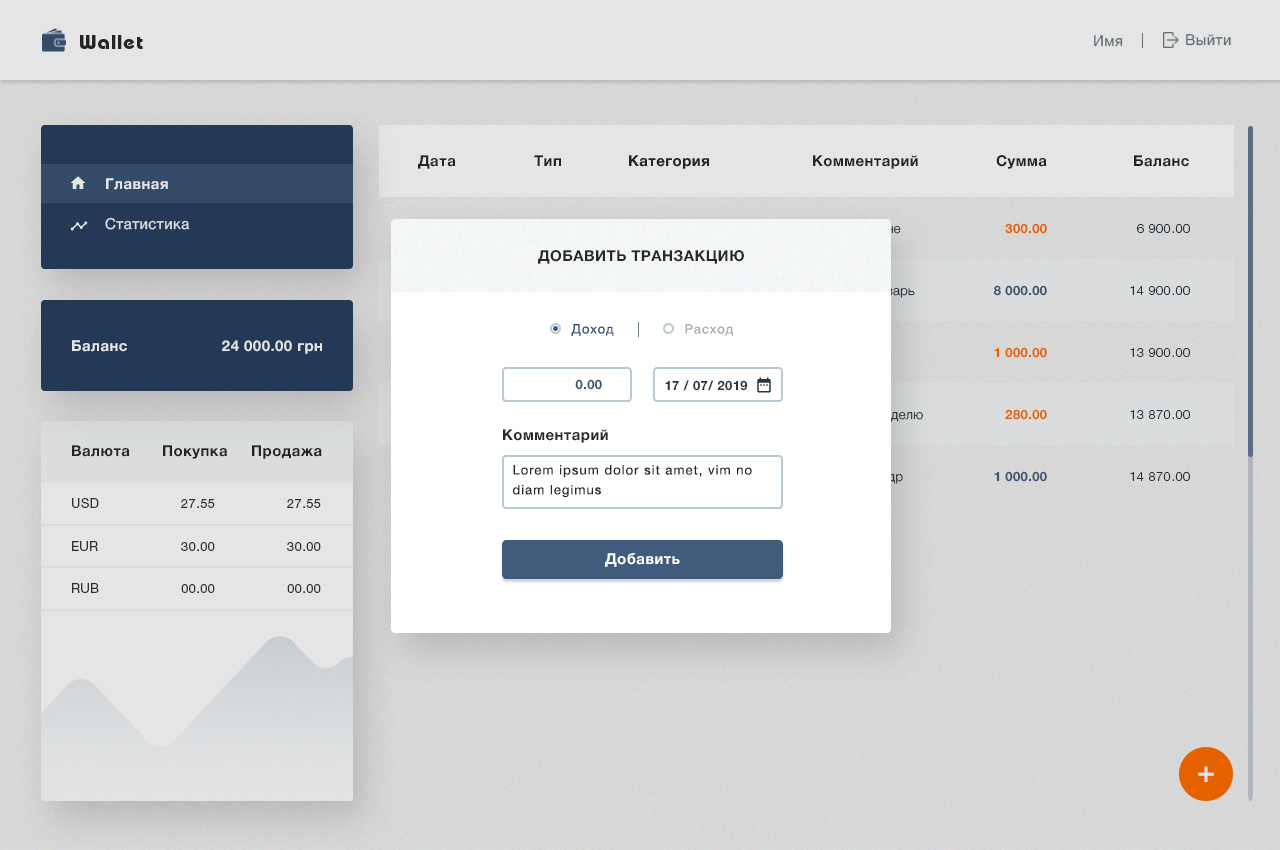 Wallet
Имя
Выйти
Главная
Статистика
Баланс 24 000.00 грн
Валюта Покупка Продажа
USD 27.55 27.55
EUR 30.00 30.00
RUB 00.00 00.00
Дата Тип Категория Комментарий Сумма Баланс
300.00 6 900.00
8 000.00 14 900.00
1 000.00 13 900.00
280.00 13 870.00
1 000.00 14 870.00
ДОБАВИТЬ ТРАНЗАКЦИЮ
Доход Расход
0.00 17 / 07/ 2019
Комментарий
Lorem ipsum dolor sit amet, vim no
diam legimus
Добавить
+